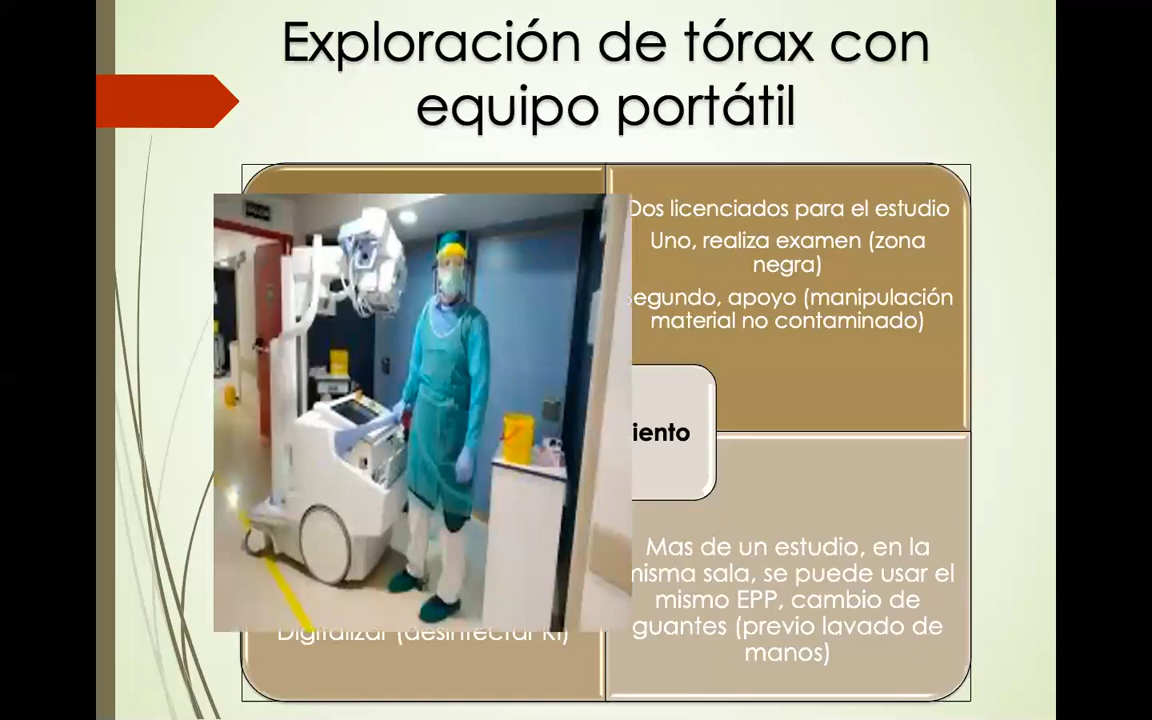 Exploración de tórax con
equipo portátil
Dos licenciados para el estudio
Uno, realiza examen (zona
negra)
egundo, apoyo (manipulación
material no contaminado)
iento
Mas de un estudio, en la
misma sala, se puede usar el
mismo EPP, cambio de
guantes (previo lavado de
manos)
Digitalizar (desinfectar